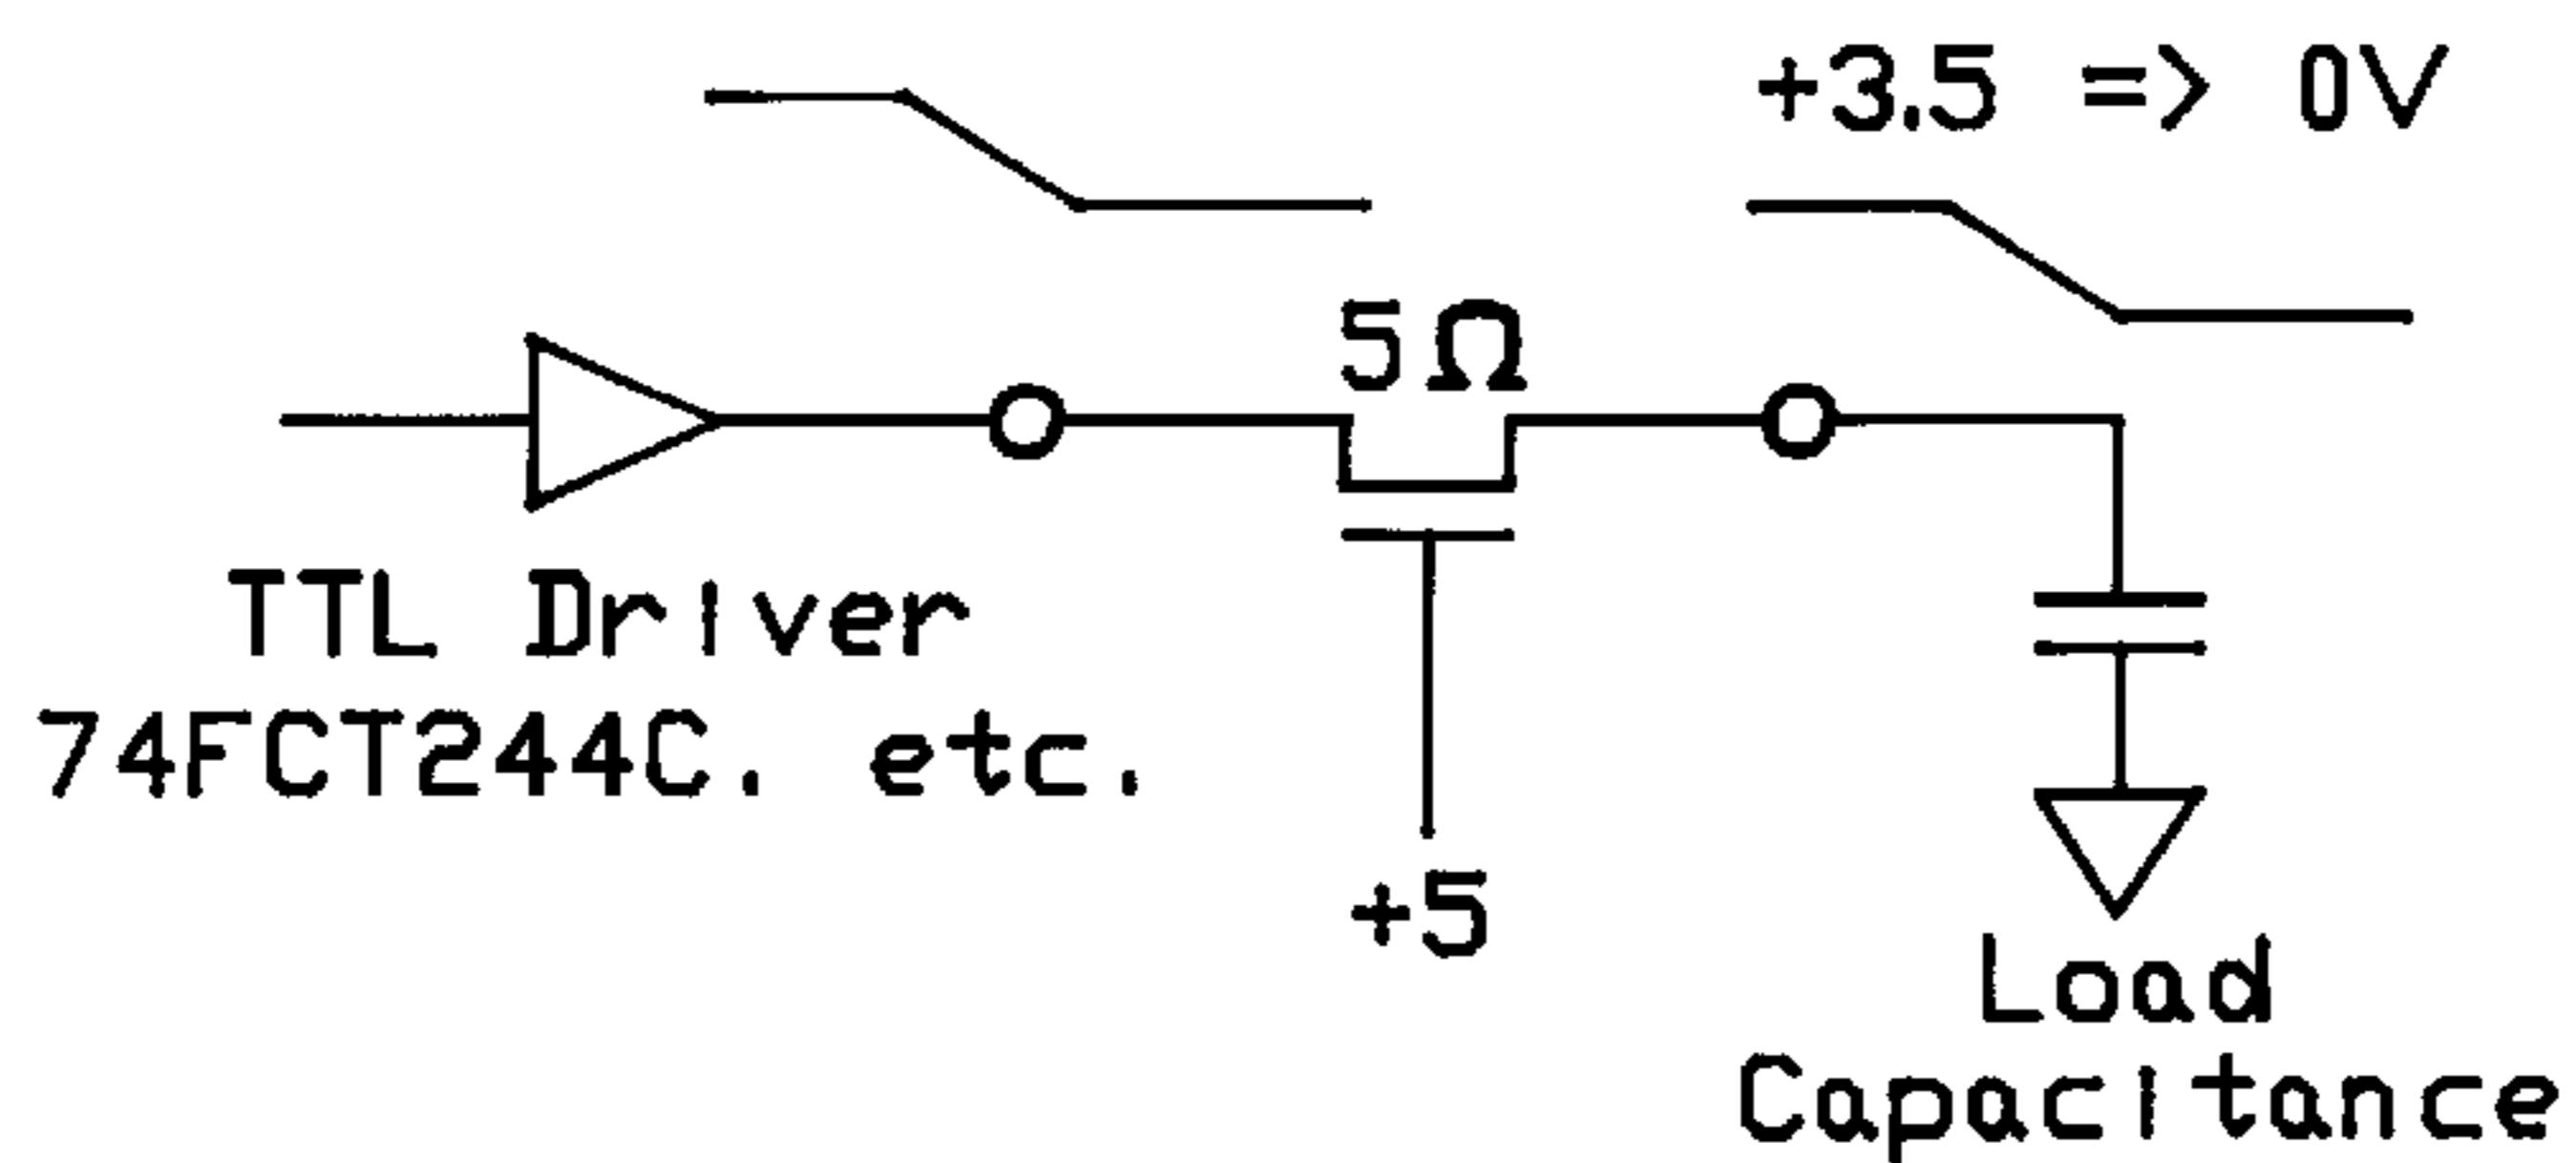 +3.5 => 0V
5Ω
TTL Driver
74FCT244C. etc.
+5
Load
Capacitance